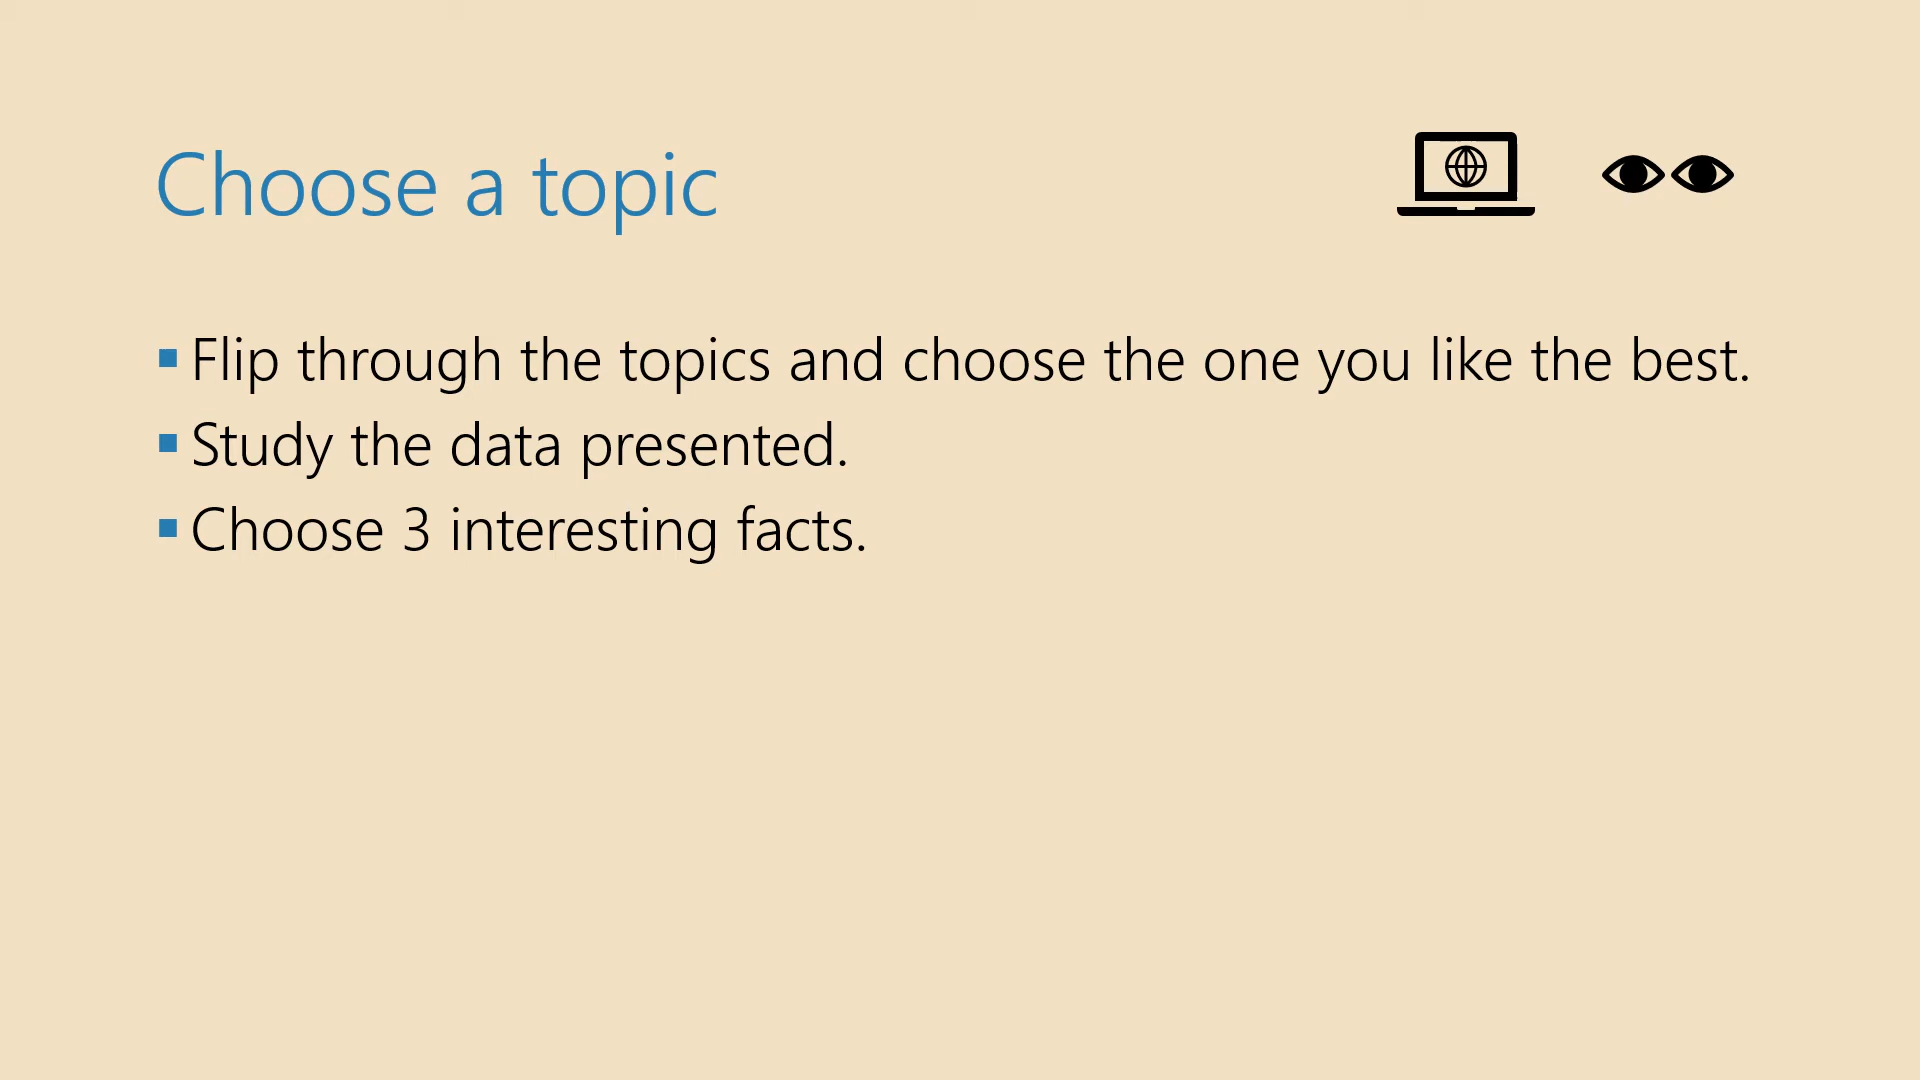 Choose a topic
Flip through the topics and choose the one you like the best.
Study the data presented.
Choose 3 interesting facts.